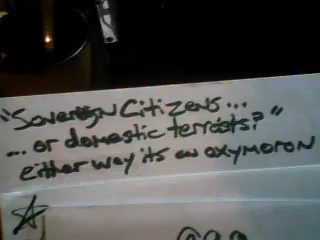 "Sovereign Citizens...
...or domestic terrorists?"
either way its an oxymoron